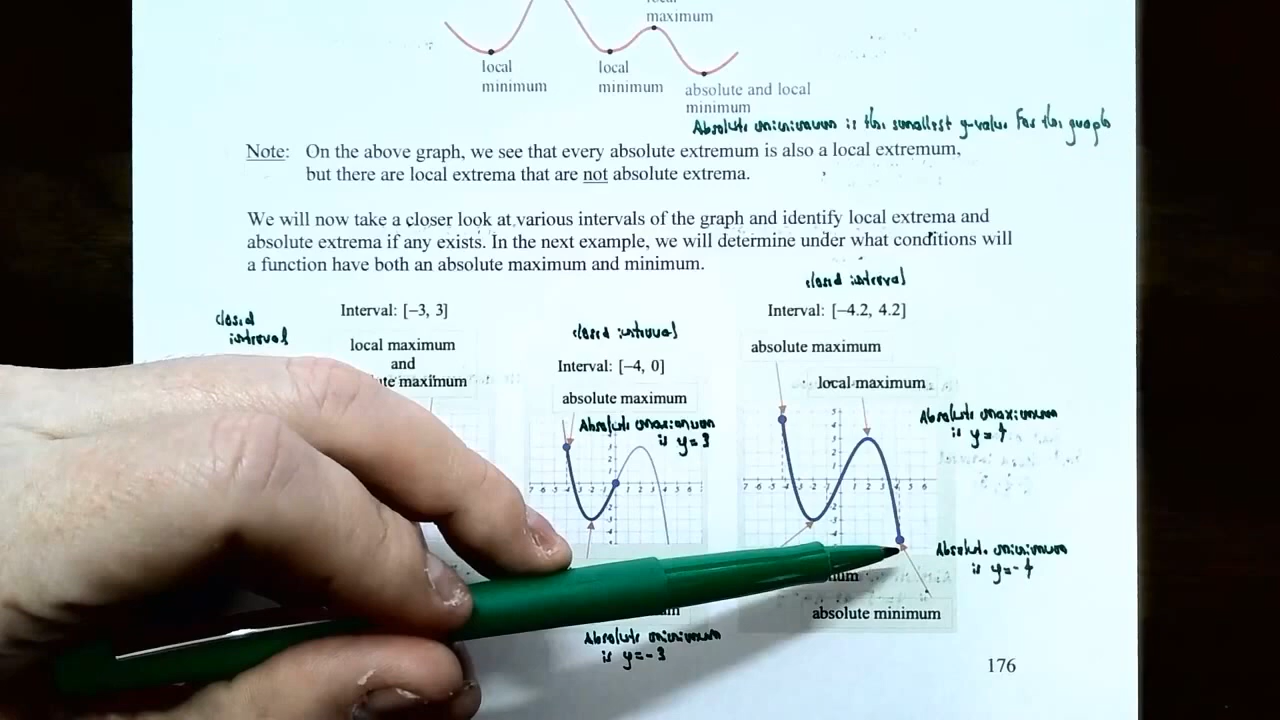 maximum
local
minimum
local
minimum
absolute and local
minimum
Absolute minimum is the smallest y-value for the graph
Note: On the above graph, we see that every absolute extremum is also a local extremum,
but there are local extrema that are not absolute extrema.
We will now take a closer look at various intervals of the graph and identify local extrema and
absolute extrema if any exists. In the next example, we will determine under what conditions will
a function have both an absolute maximum and minimum.
closed
interval
Interval: [−3, 3]
local maximum
and
maximum
closed interval
Interval: [−4, 0]
absolute maximum
Absolute maximum
is y=3
Absolute minimum
is y=-3
closed interval
Interval: [−4.2, 4.2]
absolute maximum
local maximum
Absolute maximum
is y=4
Absolute minimum
is y=-4
absolute minimum
176